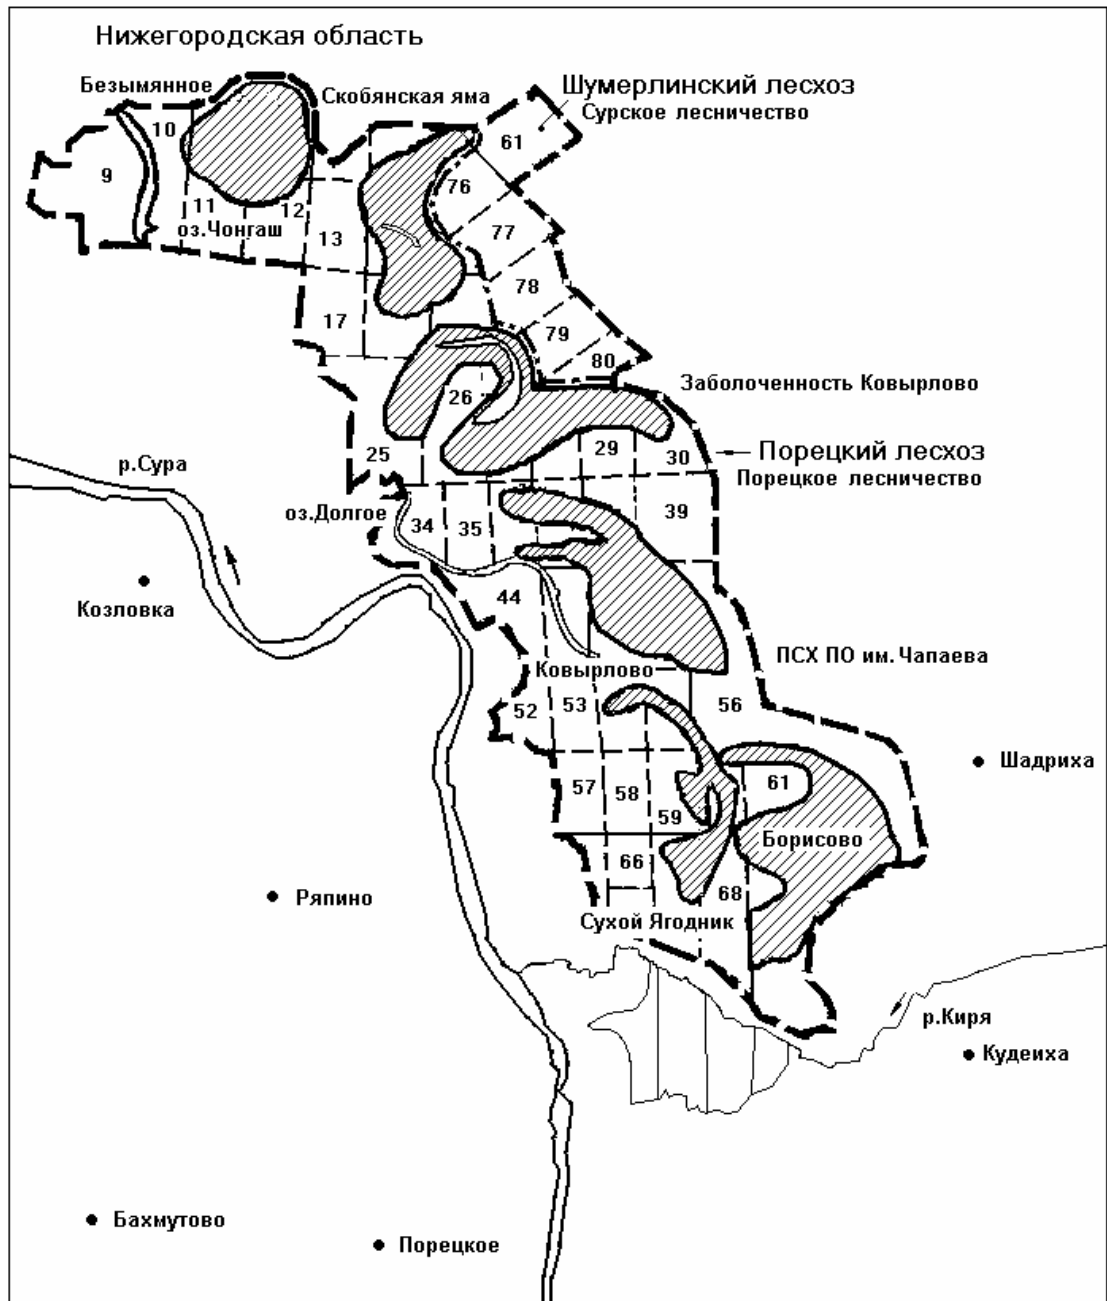 Нижегородская область
Безымянное
Скобянская яма
Шумерлинский лесхоз
Сурское лесничество
10
61
9
76
11
12
оз.Чонгаш
13
77
78
17
79
80
Заболоченность Ковырлово
26
25
29
30
Порецкий лесхоз
Порецкое лесничество
р.Сура
оз.Долгое
34
35
39
Козловка
44
Ковырлово
ПСХ ПО им. Чапаева
52
53
56
Шадриха
57
58
59
61
Борисово
66
68
Ряпино
Сухой Ягодник
р.Киря
Кудеиха
Бахмутово
Порецкое